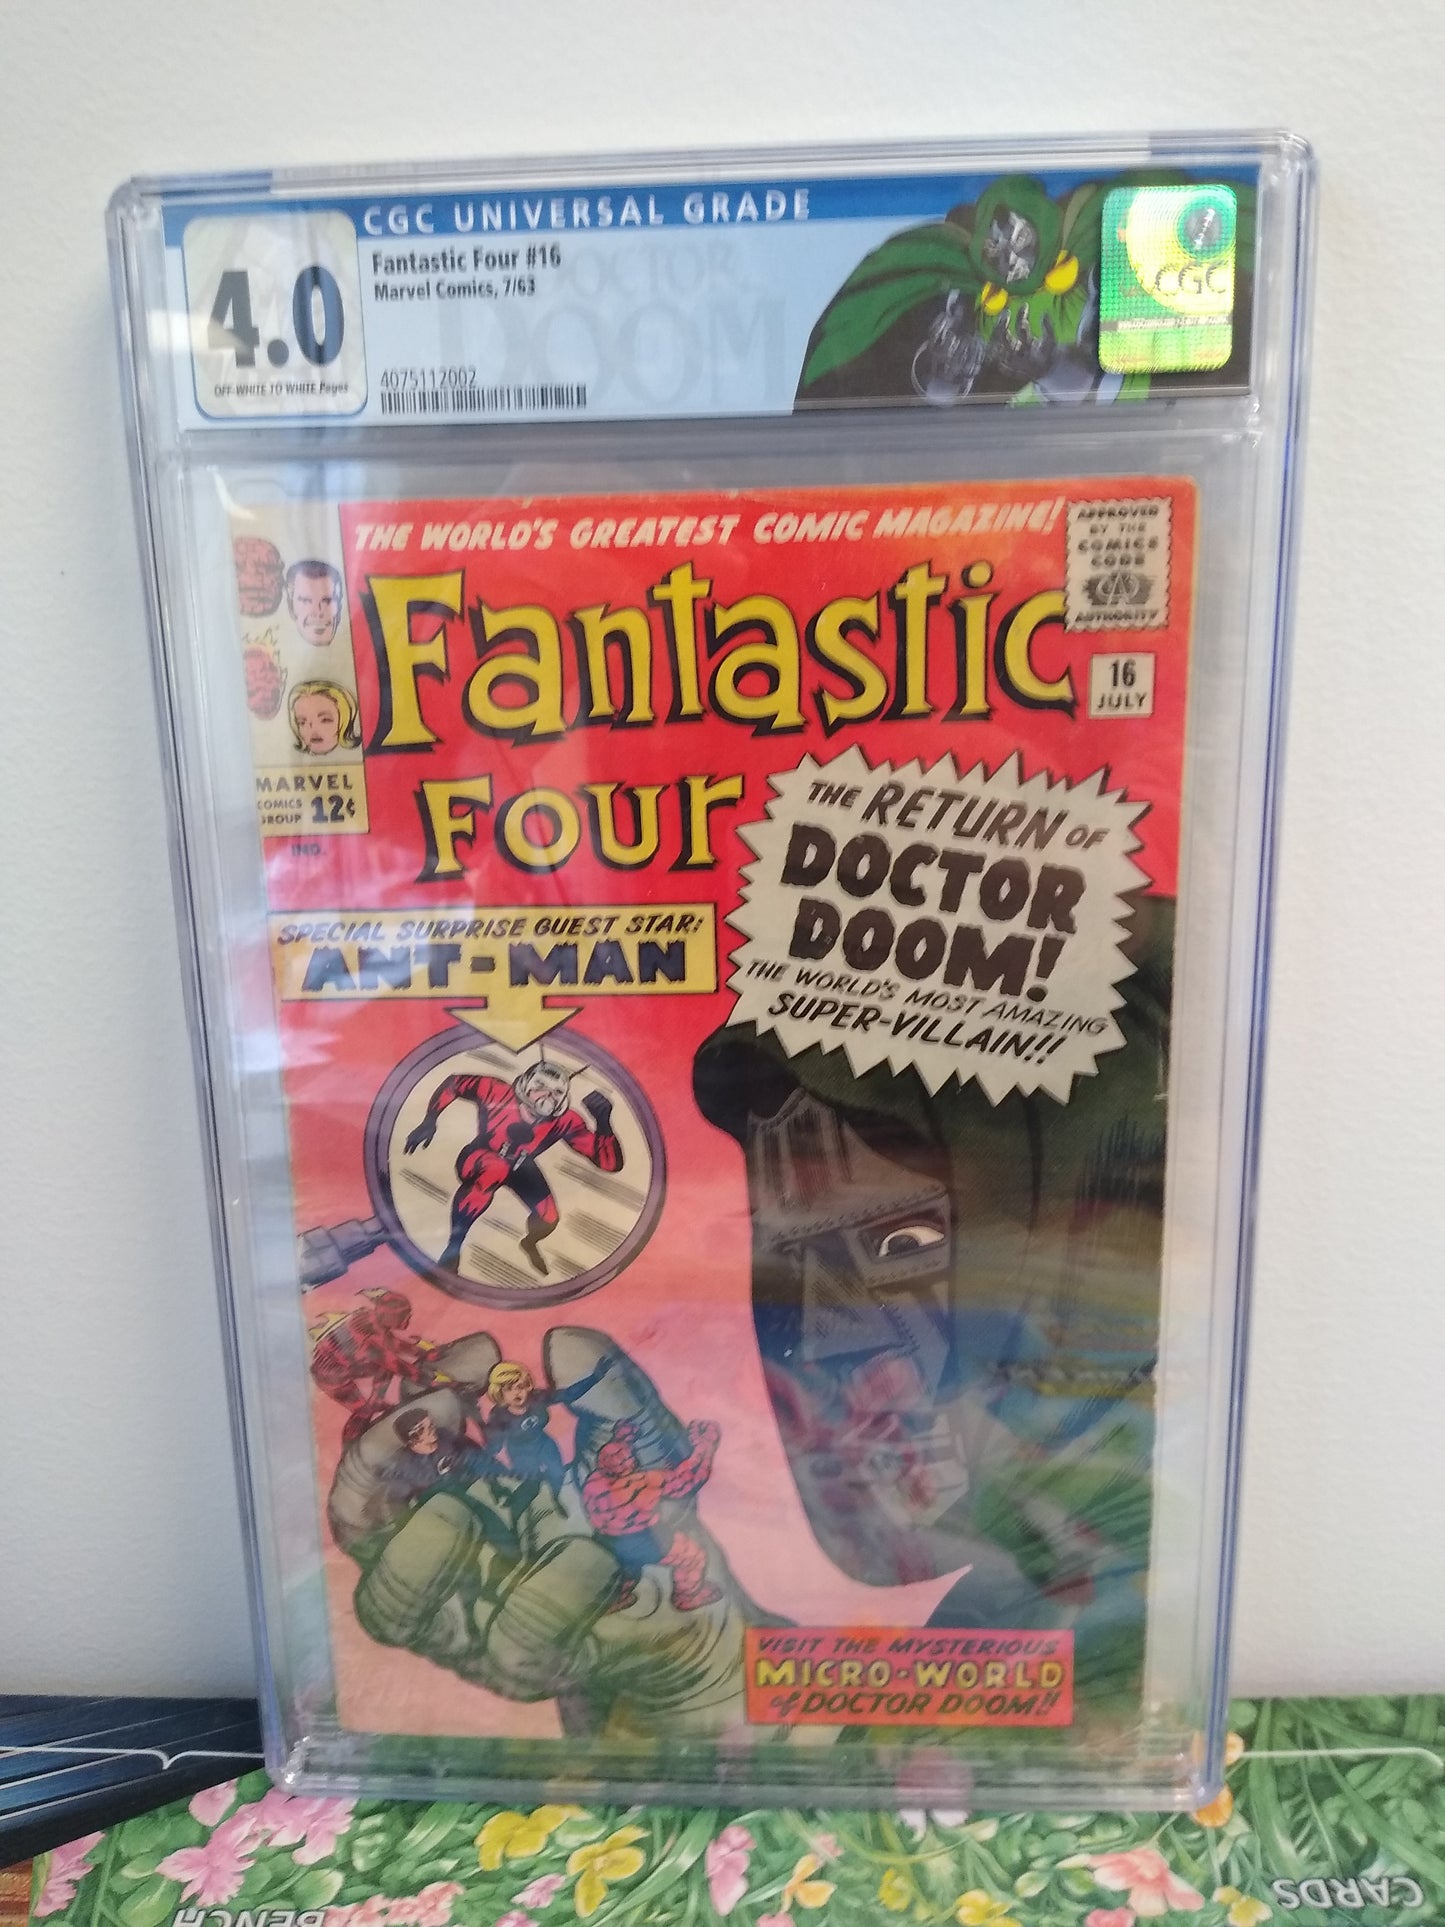 CGC UNIVERSAL GRADE
4.0
OFF-WHITE TO WHITE Pages
Fantastic Four #16
Marvel Comics, 7/63
DOCTOR
DOOM
4075112002
CGC
THE WORLD'S GREATEST COMIC MAGAZINE!
APPROVED
BY THE
COMICS
CODE
CA
AUTHORITY
Fantastic
Four
16
JULY
MARVEL
COMICS
GROUP
12¢
IND.
THE RETURN OF
DOCTOR
DOOM!
THE WORLD'S MOST AMAZING
SUPER-VILLAIN!!
SPECIAL SURPRISE GUEST STAR:
ANT-MAN
VISIT THE MYSTERIOUS
MICRO-WORLD
of DOCTOR DOOM!!
BENCH
CARDS